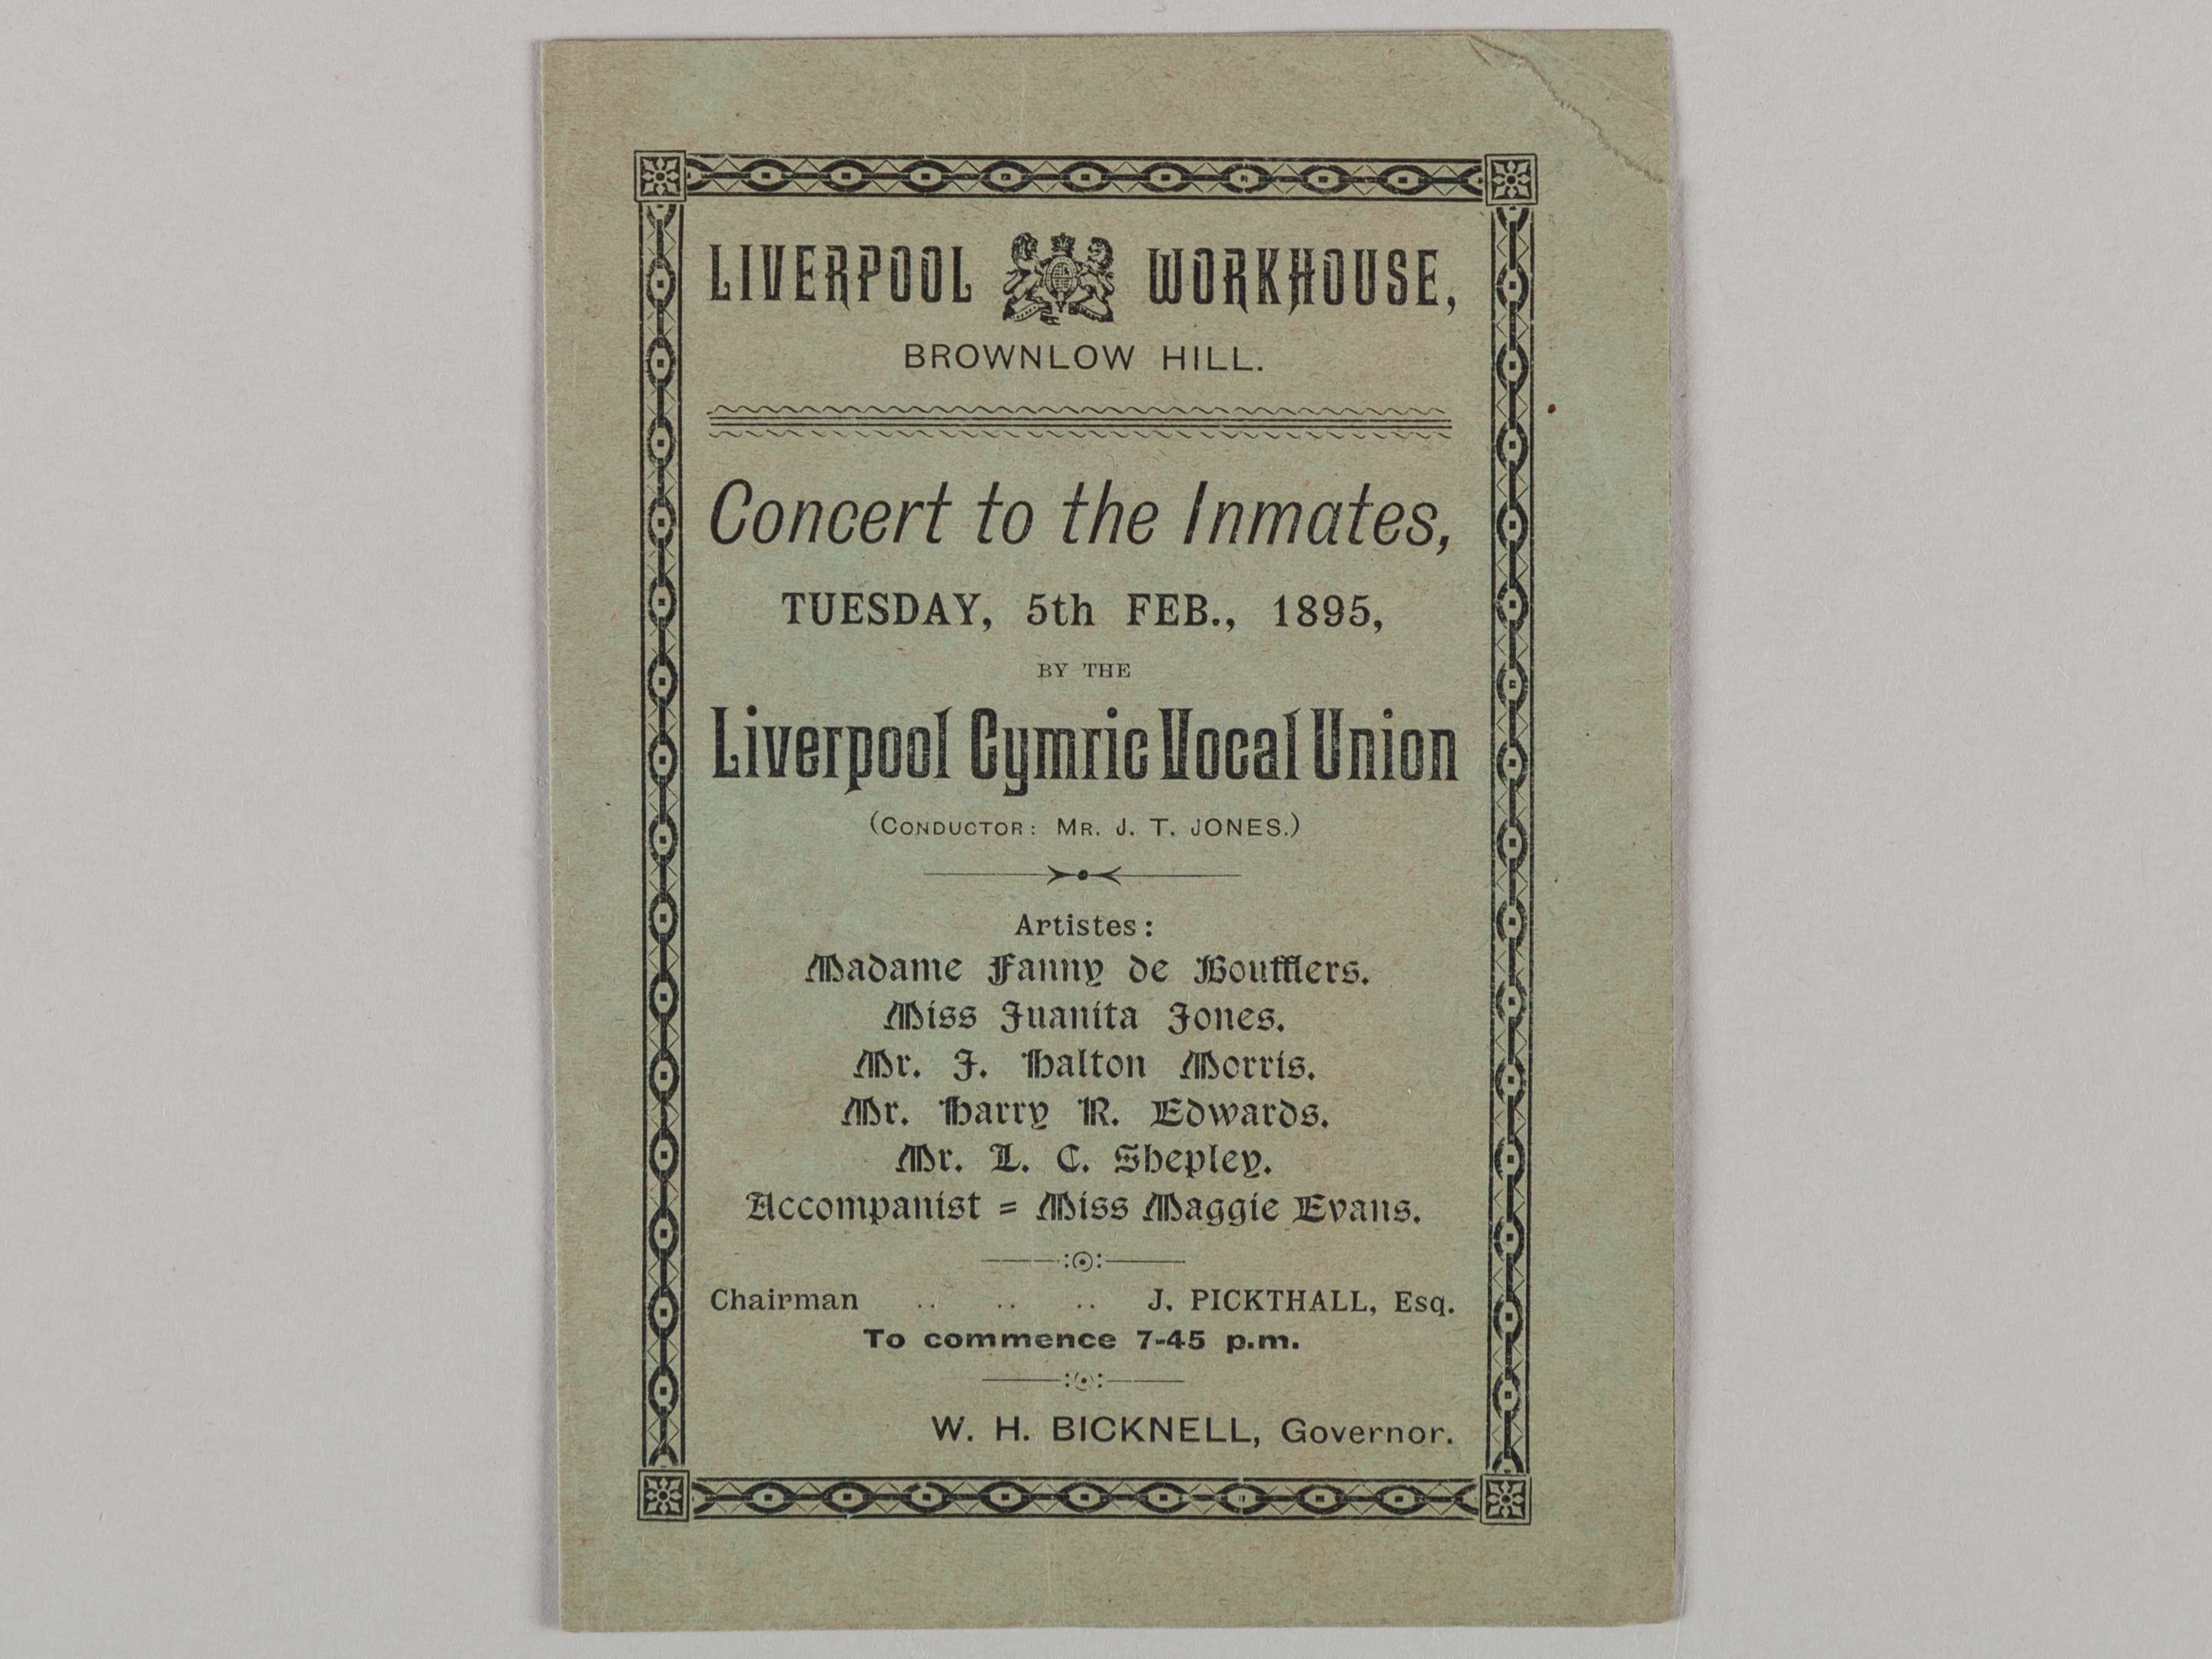 LIVERPOOL WORKHOUSE,
BROWNLOW HILL.
Concert to the Inmates,
TUESDAY, 5th FEB., 1895,
BY THE
Liverpool Cymric Vocal Union
(CONDUCTOR: MR. J. T. JONES.)
Artistes:
Madame Fanny de Boufflers.
Miss Juanita Jones.
Mr. J. Halton Morris.
Mr. Harry R. Edwards.
Mr. L. C. Shepley.
Accompanist = Miss Maggie Evans.
Chairman .. .. .. J. PICKTHALL, Esq.
To commence 7-45 p.m.
W. H. BICKNELL, Governor.